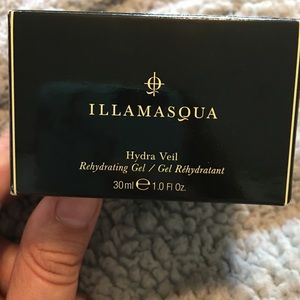 ILLAMASQUA
Hydra Veil
Rehydrating Gel / Gel Réhydratant
30ml ℮ 1.0 Fl Oz.